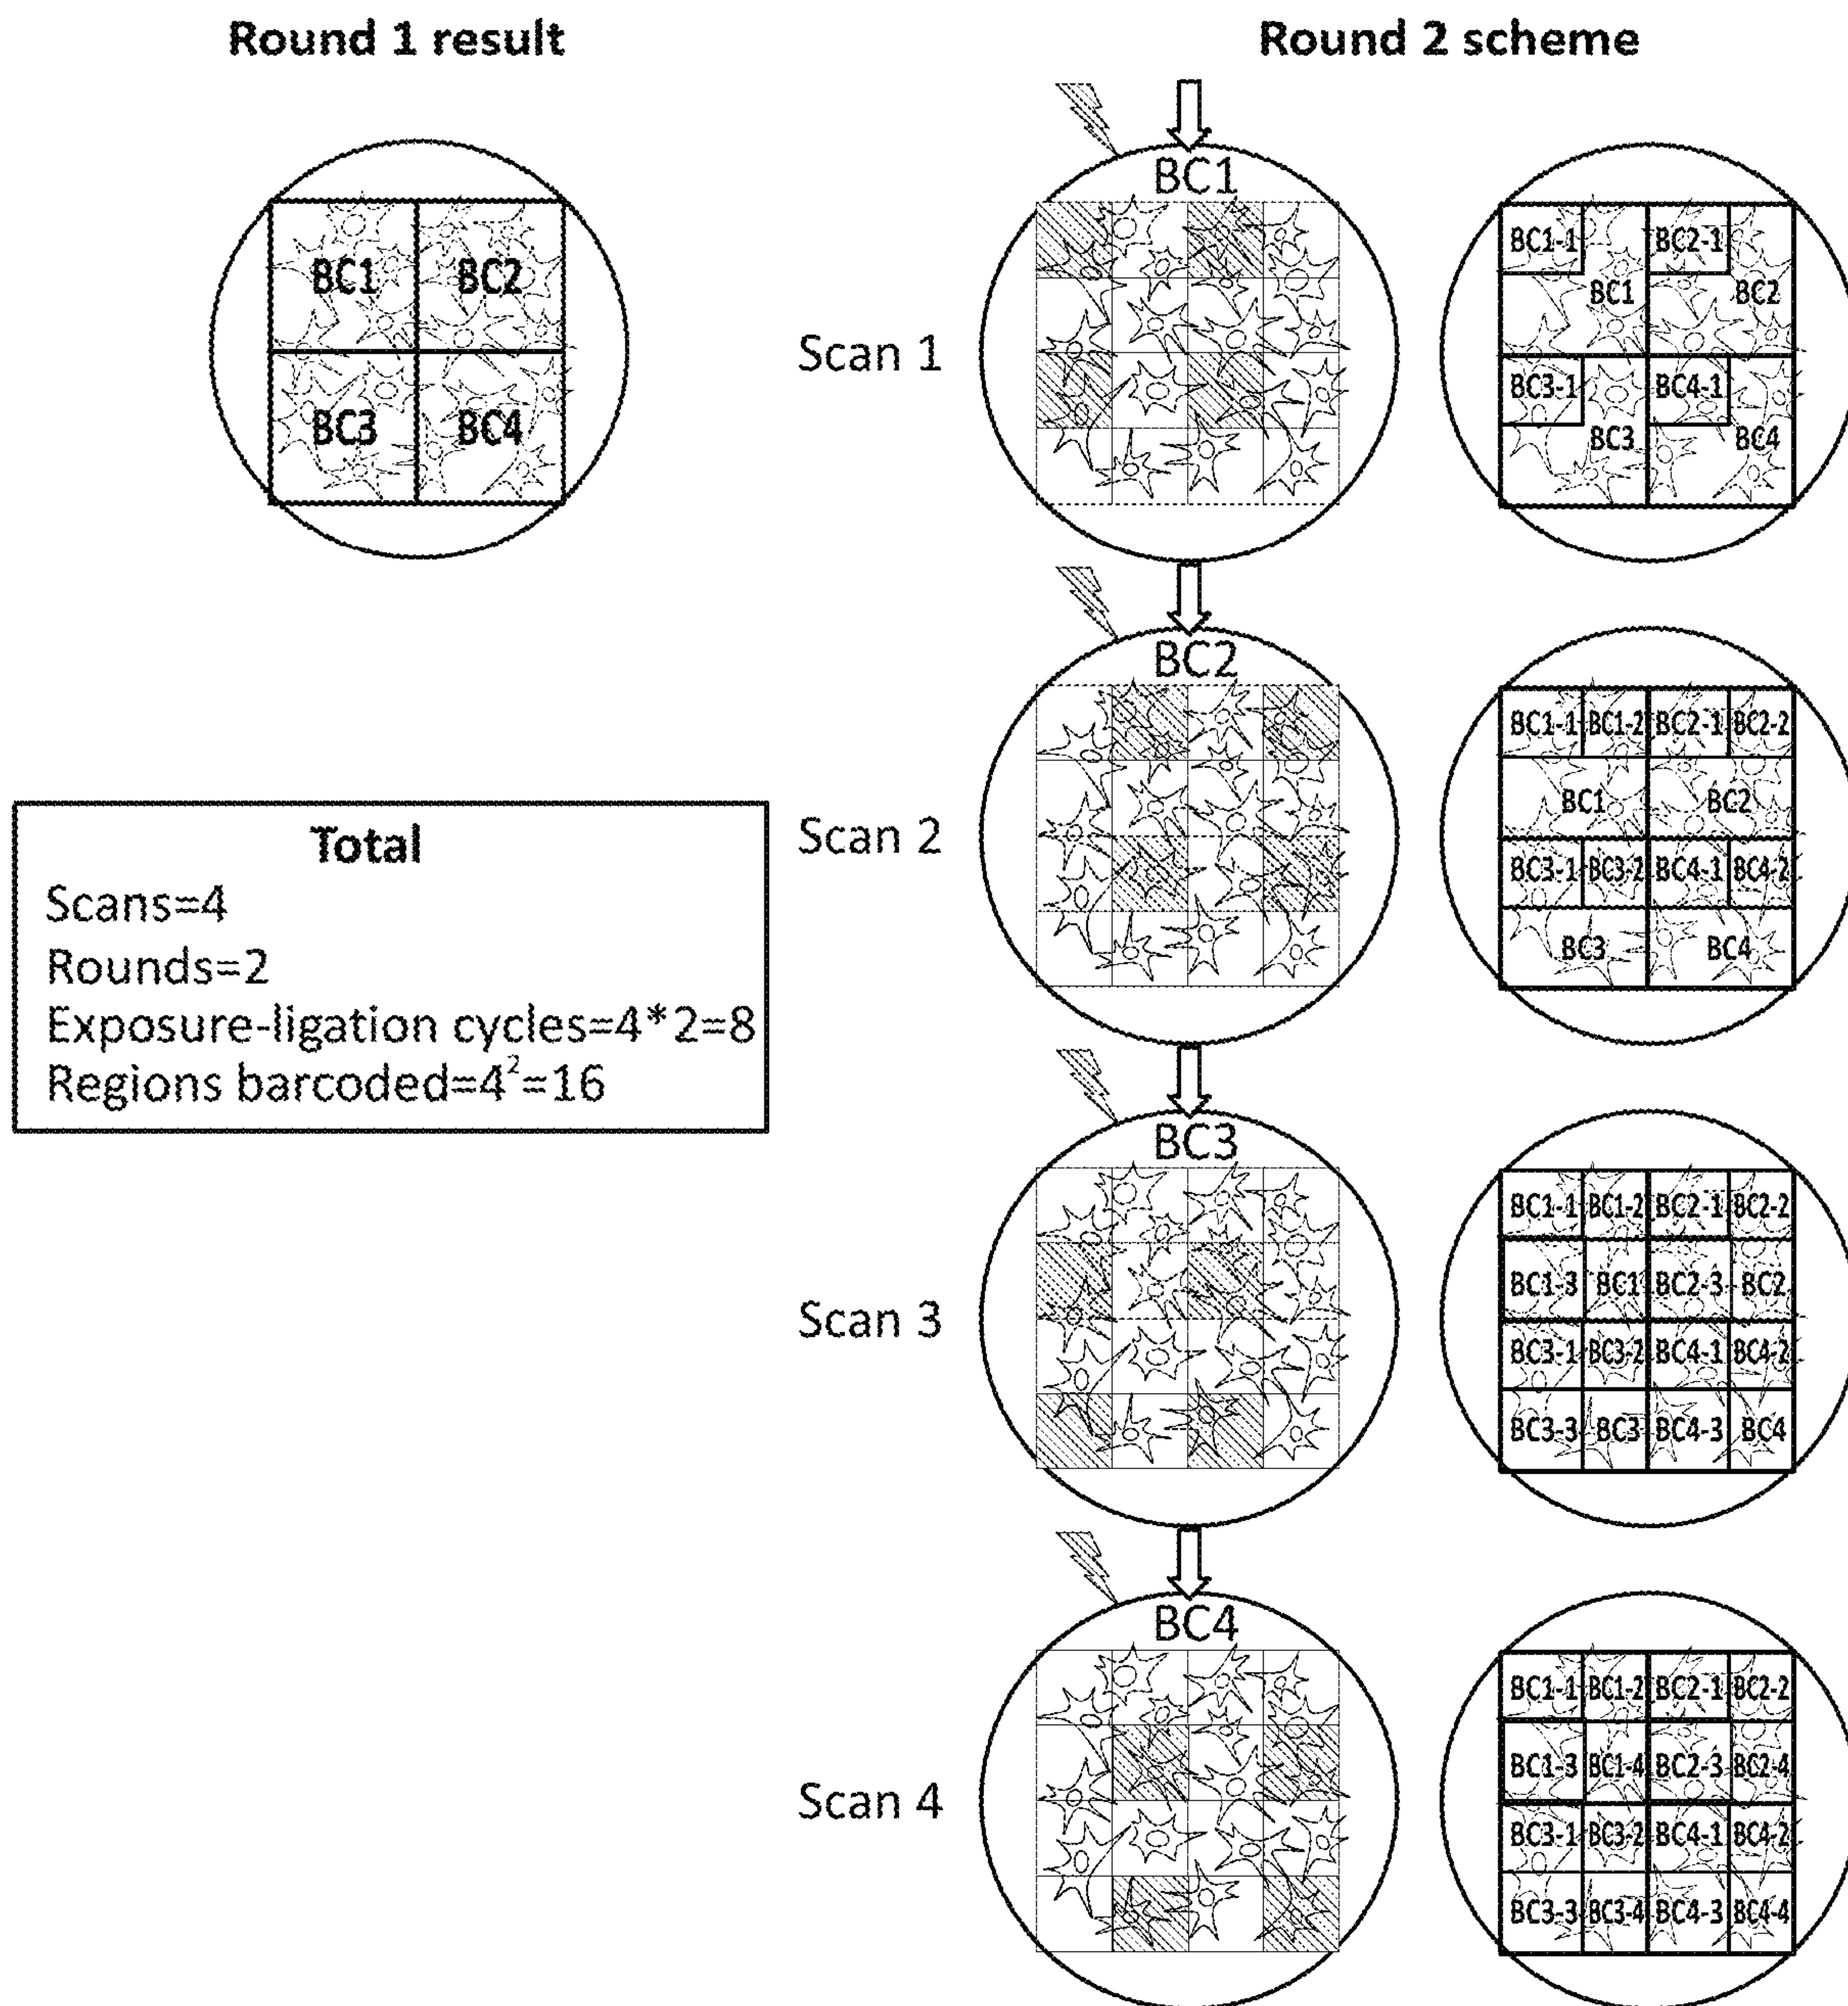 Round 1 result
Round 2 scheme
BC1 BC2
BC3 BC4
Total
Scans=4
Rounds=2
Exposure-ligation cycles=4*2=8
Regions barcoded=4²=16
Scan 1
BC1
BC1-1 BC2-1
BC1 BC2
BC3-1 BC4-1
BC3 BC4
Scan 2
BC2
BC1-1 BC1-2 BC2-1 BC2-2
BC1 BC2
BC3-1 BC3-2 BC4-1 BC4-2
BC3 BC4
Scan 3
BC3
BC1-1 BC1-2 BC2-1 BC2-2
BC1-3 BC1 BC2-3 BC2
BC3-1 BC3-2 BC4-1 BC4-2
BC3-3 BC3 BC4-3 BC4
Scan 4
BC4
BC1-1 BC1-2 BC2-1 BC2-2
BC1-3 BC1-4 BC2-3 BC2-4
BC3-1 BC3-2 BC4-1 BC4-2
BC3-3 BC3-4 BC4-3 BC4-4